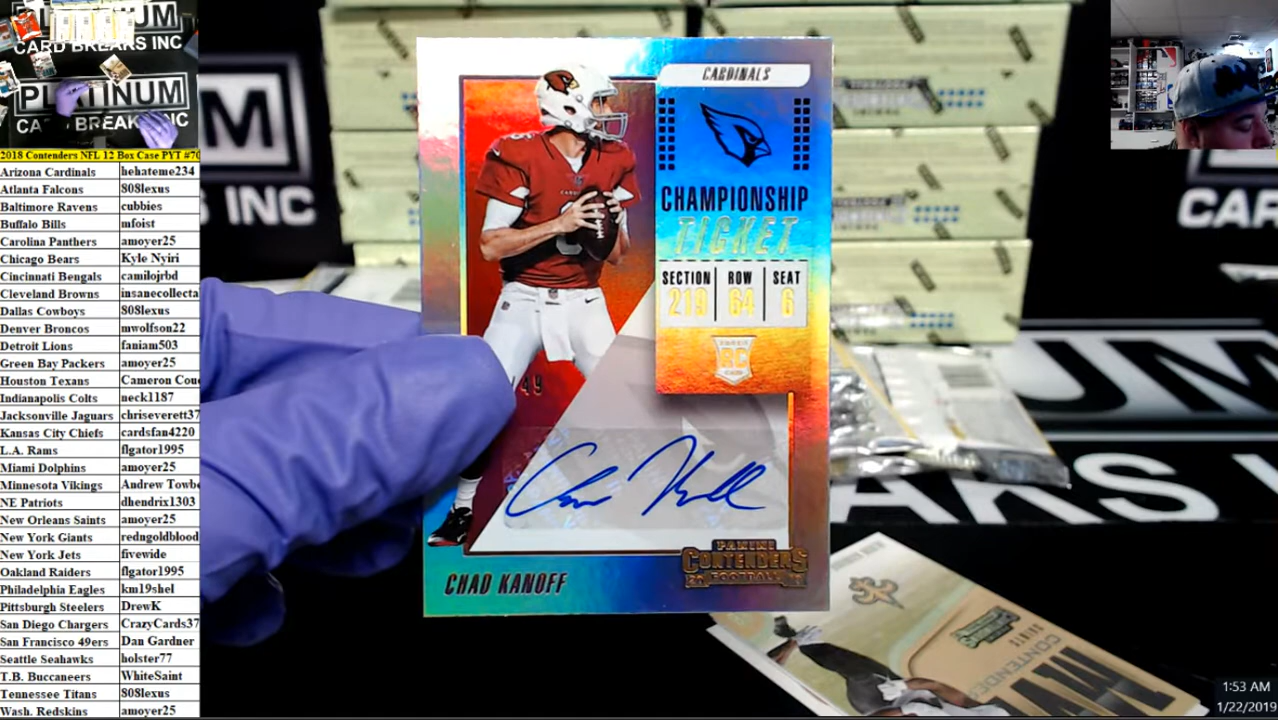 PLATINUM
CARD BREAKS INC
PLATINUM
CARD BREAKS INC
2018 Contenders NFL 12 Box Case PYT #70
Arizona Cardinals hehateme234
Atlanta Falcons 808lexus
Baltimore Ravens cubbies
Buffalo Bills mfoist
Carolina Panthers amoyer25
Chicago Bears Kyle Nyiri
Cincinnati Bengals camilojrbd
Cleveland Browns insanecollecta
Dallas Cowboys 808lexus
Denver Broncos mwolfson22
Detroit Lions faniam503
Green Bay Packers amoyer25
Houston Texans Cameron Cou
Indianapolis Colts neck1187
Jacksonville Jaguars chriseverett37
Kansas City Chiefs cardsfan4220
L.A. Rams flgator1995
Miami Dolphins amoyer25
Minnesota Vikings Andrew Towbe
NE Patriots dhendrix1303
New Orleans Saints amoyer25
New York Giants redngoldblood
New York Jets fivewide
Oakland Raiders flgator1995
Philadelphia Eagles km19shel
Pittsburgh Steelers DrewK
San Diego Chargers CrazyCards37
San Francisco 49ers Dan Gardner
Seattle Seahawks holster77
T.B. Buccaneers WhiteSaint
Tennessee Titans 808lexus
Wash. Redskins amoyer25
CARDINALS
CHAMPIONSHIP
TICKET
SECTION ROW SEAT
219 64 6
RC
/49
PANINI
CONTENDERS
FOOTBALL
CHAD KANOFF
M
S INC
CAR
UM
AKS I
1:53 AM
1/22/2019